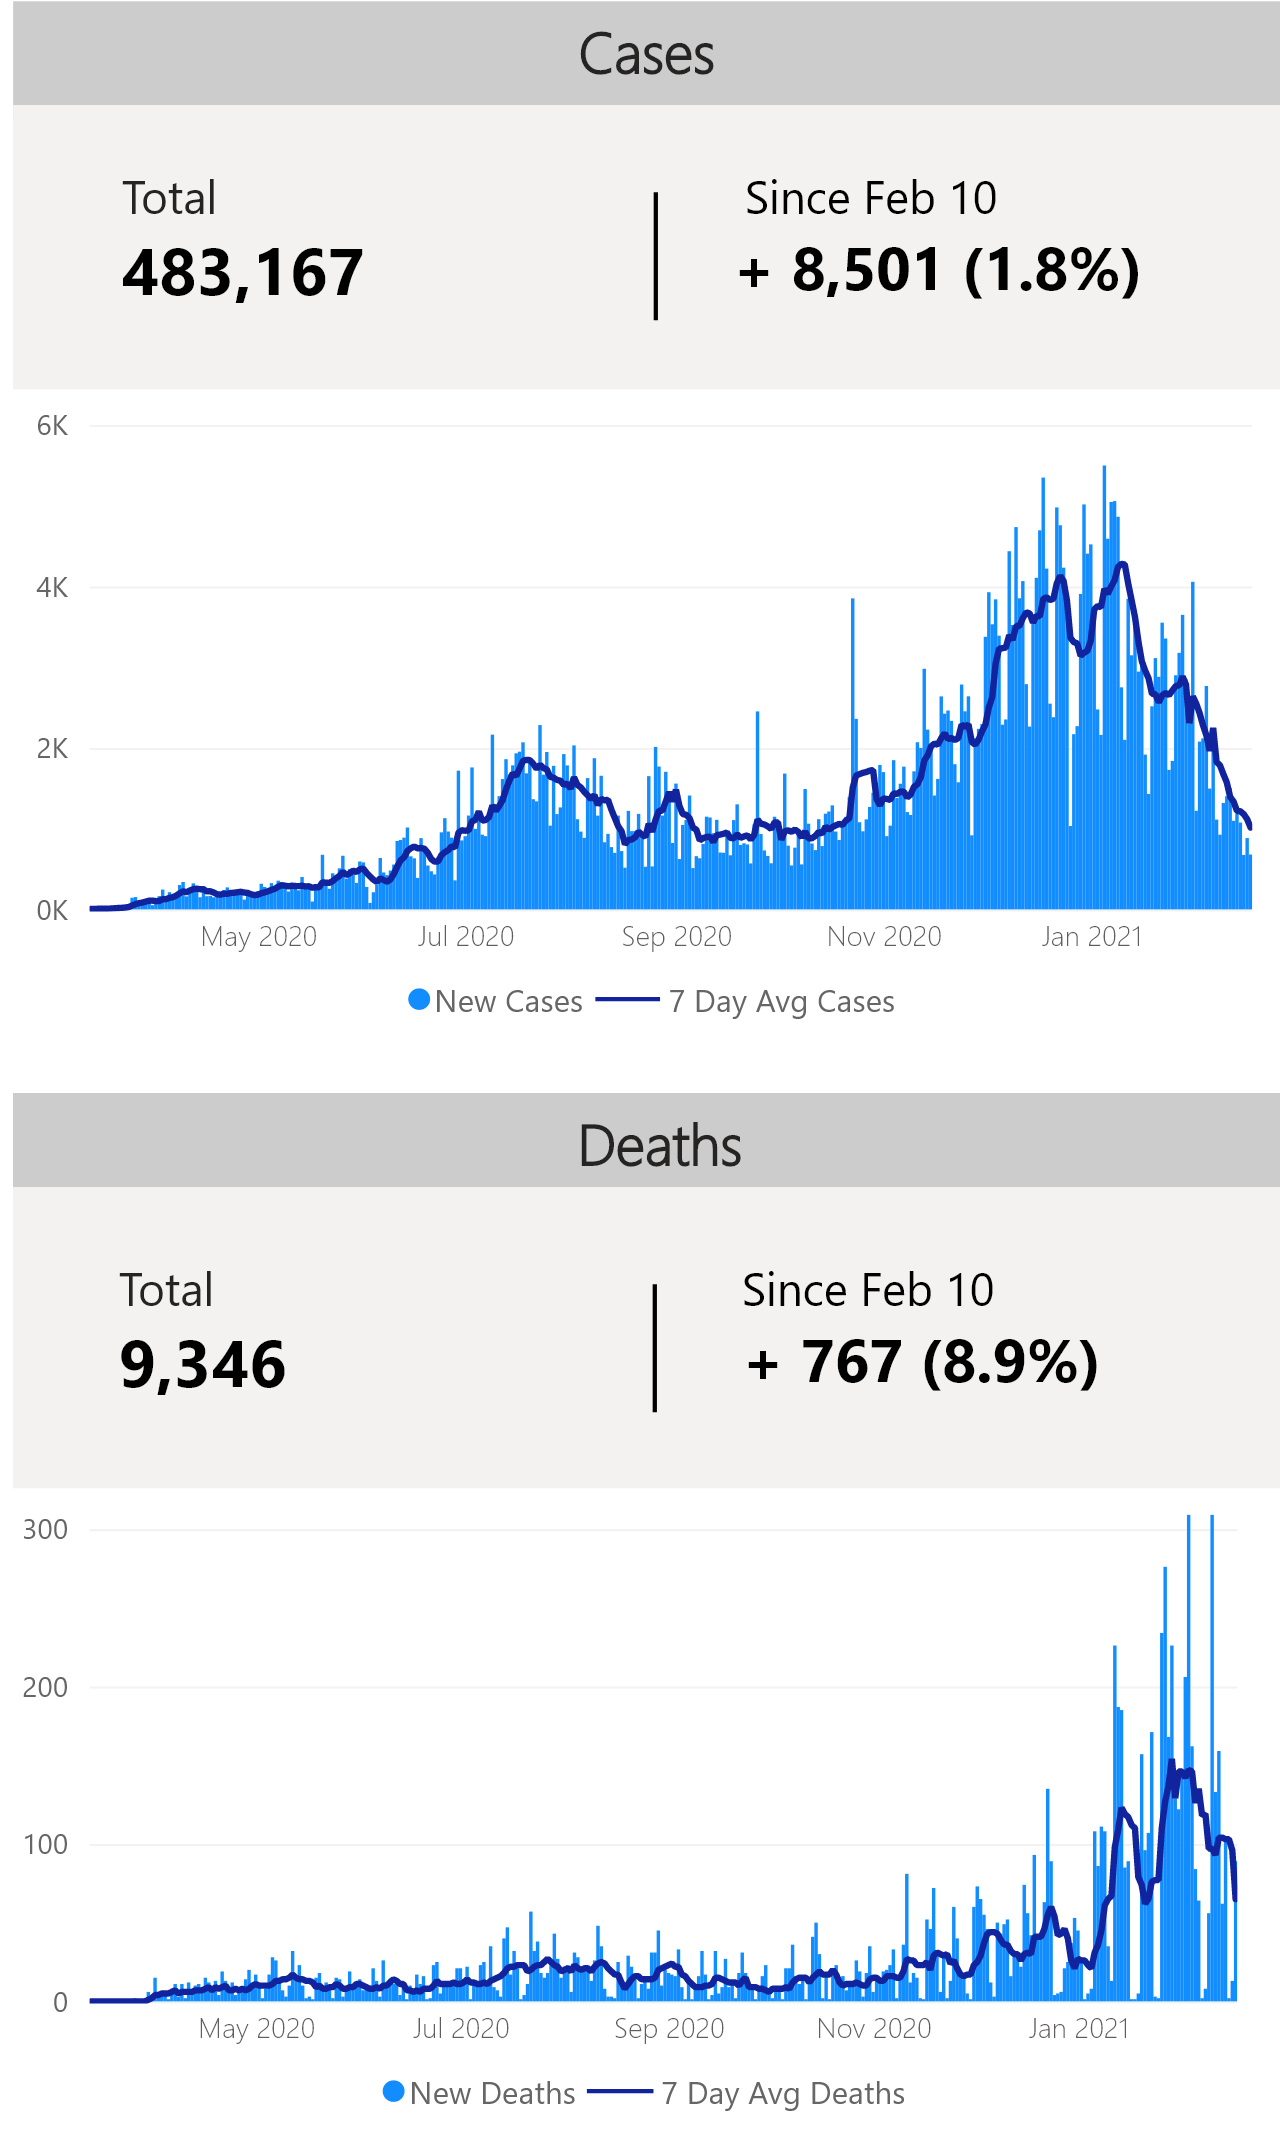 Cases
Total
Since Feb 10
483,167
+ 8,501 (1.8%)
6K
4K
2K
0K
May 2020
Jul 2020
Sep 2020
Nov 2020
Jan 2021
New Cases
7 Day Avg Cases
Deaths
Total
Since Feb 10
9,346
+ 767 (8.9%)
300
200
100
0
May 2020
Jul 2020
Sep 2020
Nov 2020
Jan 2021
New Deaths
7 Day Avg Deaths